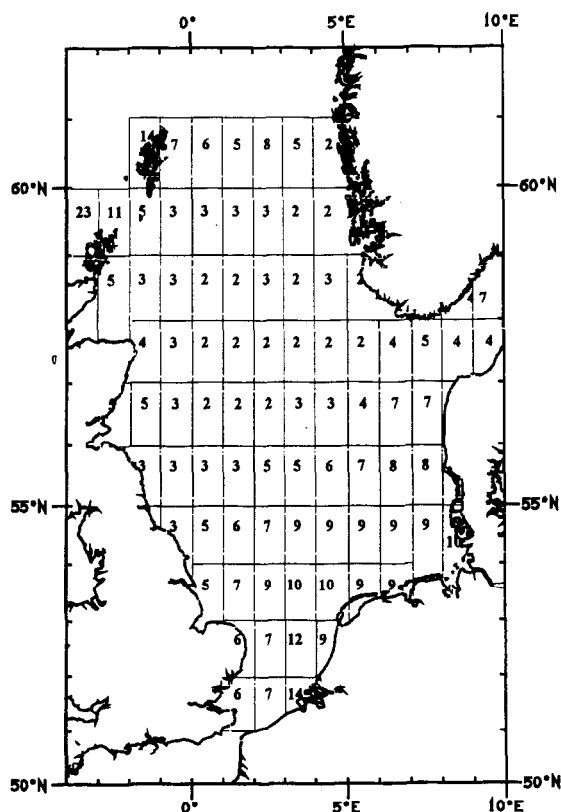 0° 5°E 10°E
14 7 6 5 8 5 2
60°N 60°N
23 11 5 3 3 3 3 2 2
5 3 3 2 2 3 2 3
7
4 3 2 2 2 2 2 2 4 5 4 4
5 3 2 2 2 3 3 4 7 7
3 3 3 3 5 5 6 7 8 8
55°N 55°N
3 5 6 7 9 9 9 9 9
10
5 7 9 10 10 9 9
6 7 12 9
6 7 14
50°N 50°N
0° 5°E 10°E